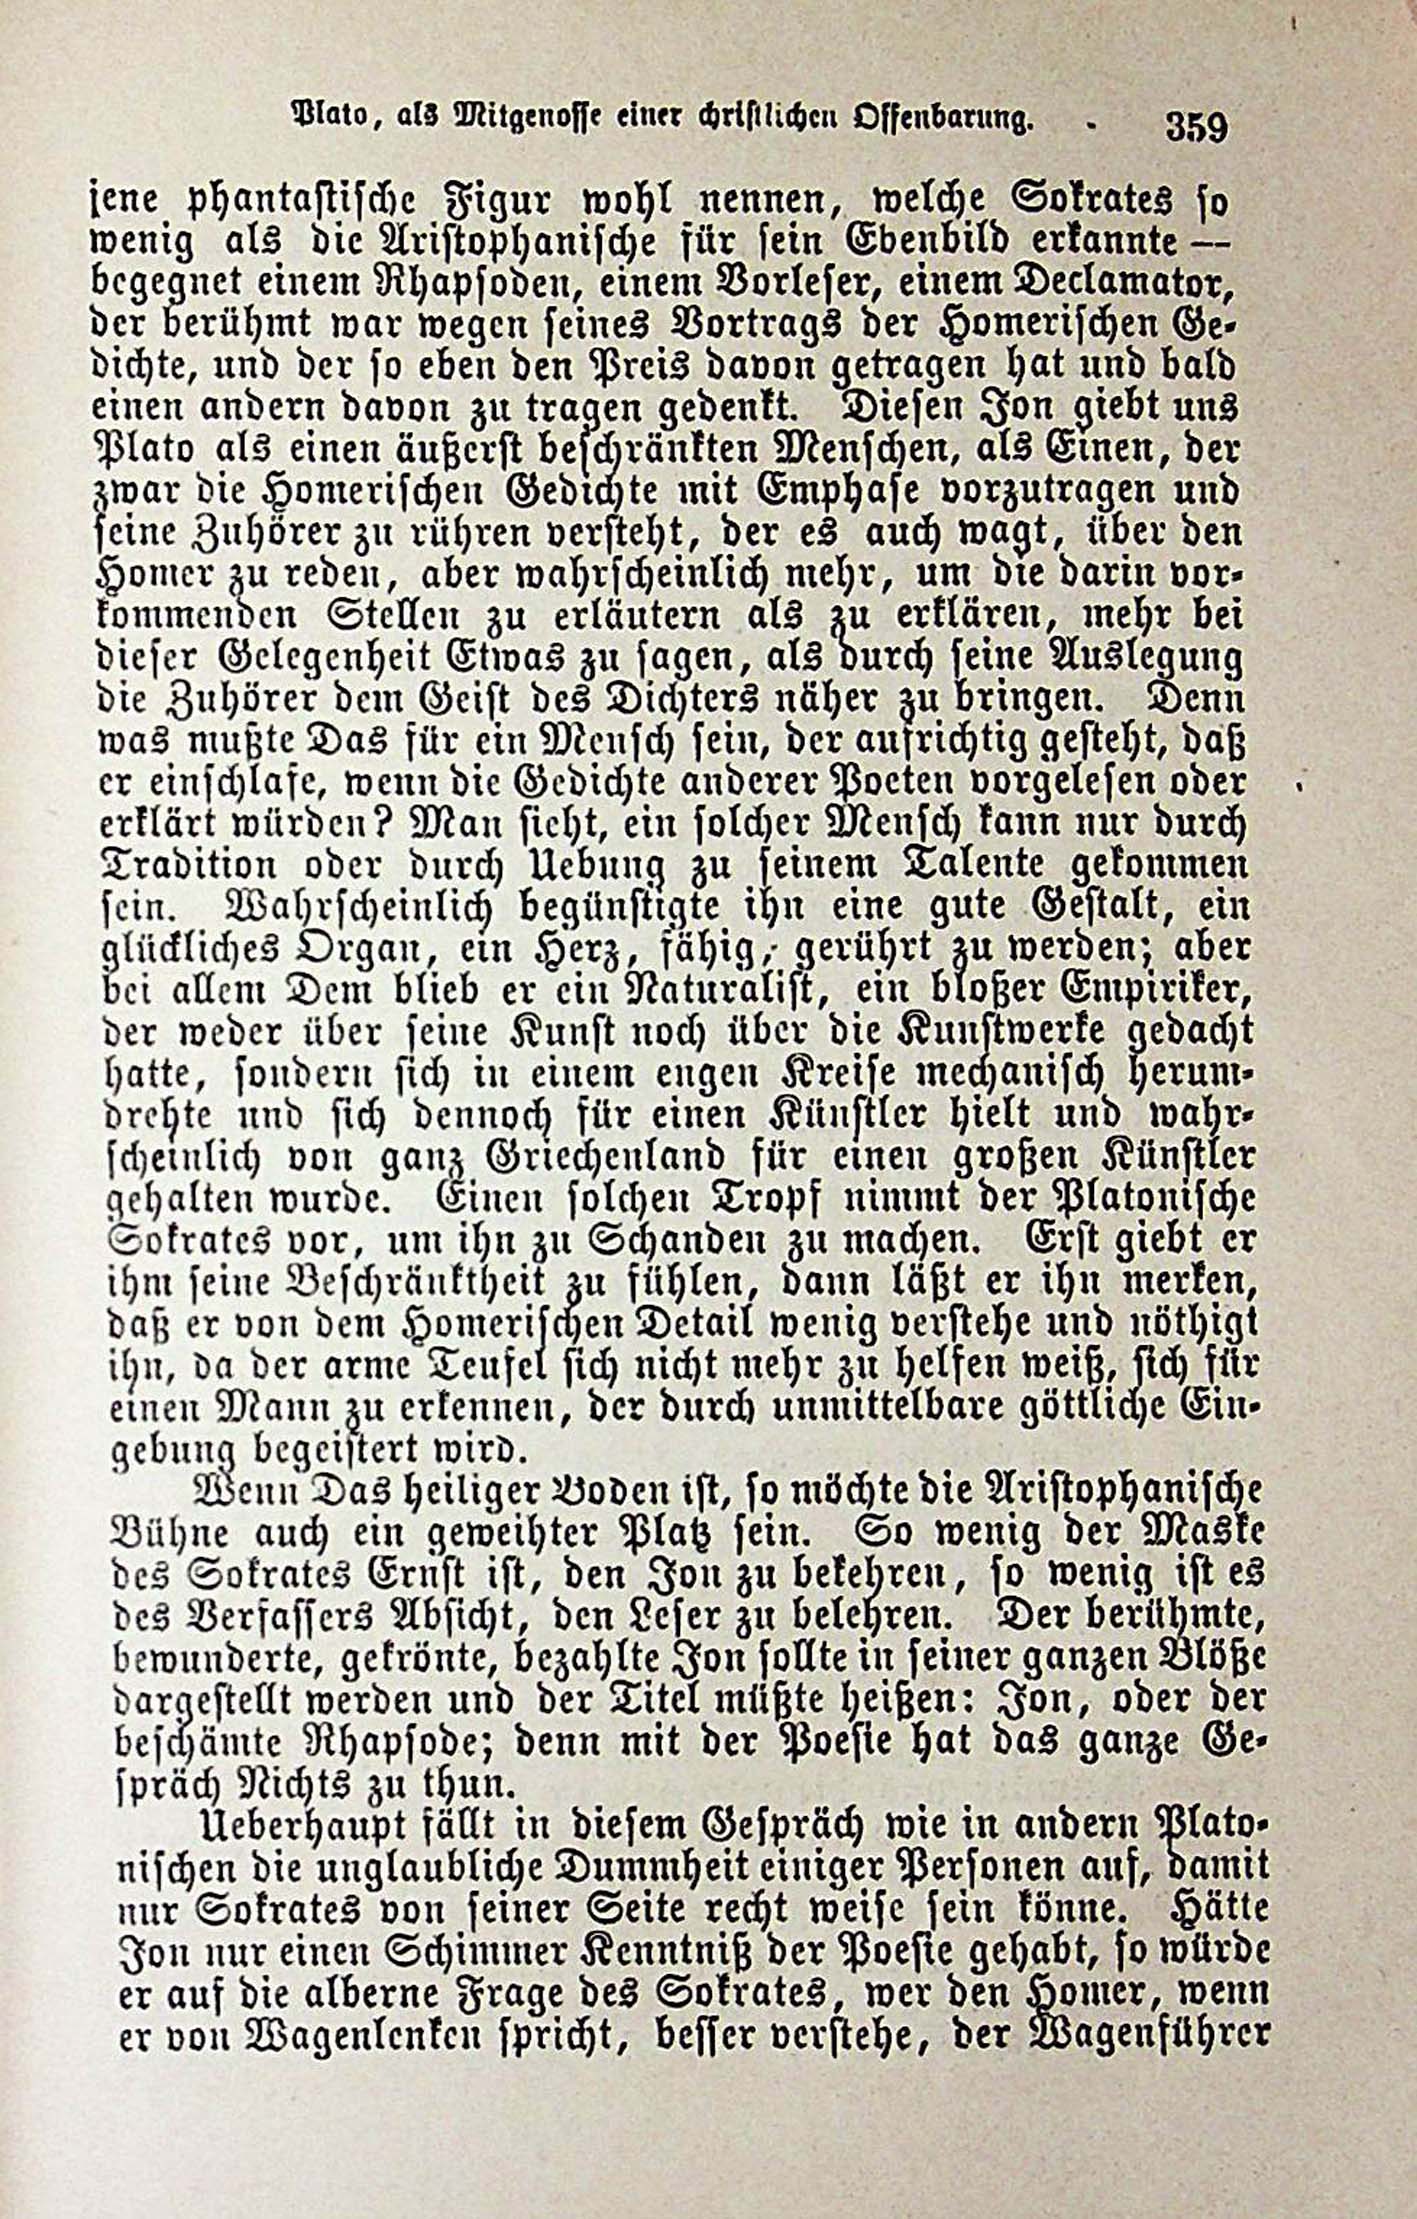 Plato, als Mitgenosse einer christlichen Offenbarung. 359
jene phantastische Figur wohl nennen, welche Sokrates so
wenig als die Aristophanische für sein Ebenbild erkannte —
begegnet einem Rhapsoden, einem Vorleser, einem Declamator,
der berühmt war wegen seines Vortrags der Homerischen Ge-
dichte, und der so eben den Preis davon getragen hat und bald
einen andern davon zu tragen gedenkt. Diesen Jon giebt uns
Plato als einen äußerst beschränkten Menschen, als Einen, der
zwar die Homerischen Gedichte mit Emphase vorzutragen und
seine Zuhörer zu rühren versteht, der es auch wagt, über den
Homer zu reden, aber wahrscheinlich mehr, um die darin vor-
kommenden Stellen zu erläutern als zu erklären, mehr bei
dieser Gelegenheit Etwas zu sagen, als durch seine Auslegung
die Zuhörer dem Geist des Dichters näher zu bringen. Denn
was mußte Das für ein Mensch sein, der aufrichtig gesteht, daß
er einschlafe, wenn die Gedichte anderer Poeten vorgelesen oder
erklärt würden? Man sieht, ein solcher Mensch kann nur durch
Tradition oder durch Uebung zu seinem Talente gekommen
sein. Wahrscheinlich begünstigte ihn eine gute Gestalt, ein
glückliches Organ, ein Herz, fähig, gerührt zu werden; aber
bei allem Dem blieb er ein Naturalist, ein bloßer Empiriker,
der weder über seine Kunst noch über die Kunstwerke gedacht
hatte, sondern sich in einem engen Kreise mechanisch herum-
drehte und sich dennoch für einen Künstler hielt und wahr-
scheinlich von ganz Griechenland für einen großen Künstler
gehalten wurde. Einen solchen Tropf nimmt der Platonische
Sokrates vor, um ihn zu Schanden zu machen. Erst giebt er
ihm seine Beschränktheit zu fühlen, dann läßt er ihn merken,
daß er von dem Homerischen Detail wenig verstehe und nöthigt
ihn, da der arme Teufel sich nicht mehr zu helfen weiß, sich für
einen Mann zu erkennen, der durch unmittelbare göttliche Ein-
gebung begeistert wird.
Wenn Das heiliger Boden ist, so möchte die Aristophanische
Bühne auch ein geweihter Platz sein. So wenig der Maske
des Sokrates Ernst ist, den Jon zu bekehren, so wenig ist es
des Verfassers Absicht, den Leser zu belehren. Der berühmte,
bewunderte, gekrönte, bezahlte Jon sollte in seiner ganzen Blöße
dargestellt werden und der Titel müßte heißen: Jon, oder der
beschämte Rhapsode; denn mit der Poesie hat das ganze Ge-
spräch Nichts zu thun.
Ueberhaupt fällt in diesem Gespräch wie in andern Plato-
nischen die unglaubliche Dummheit einiger Personen auf, damit
nur Sokrates von seiner Seite recht weise sein könne. Hätte
Jon nur einen Schimmer Kenntniß der Poesie gehabt, so würde
er auf die alberne Frage des Sokrates, wer den Homer, wenn
er von Wagenlenken spricht, besser verstehe, der Wagenführer